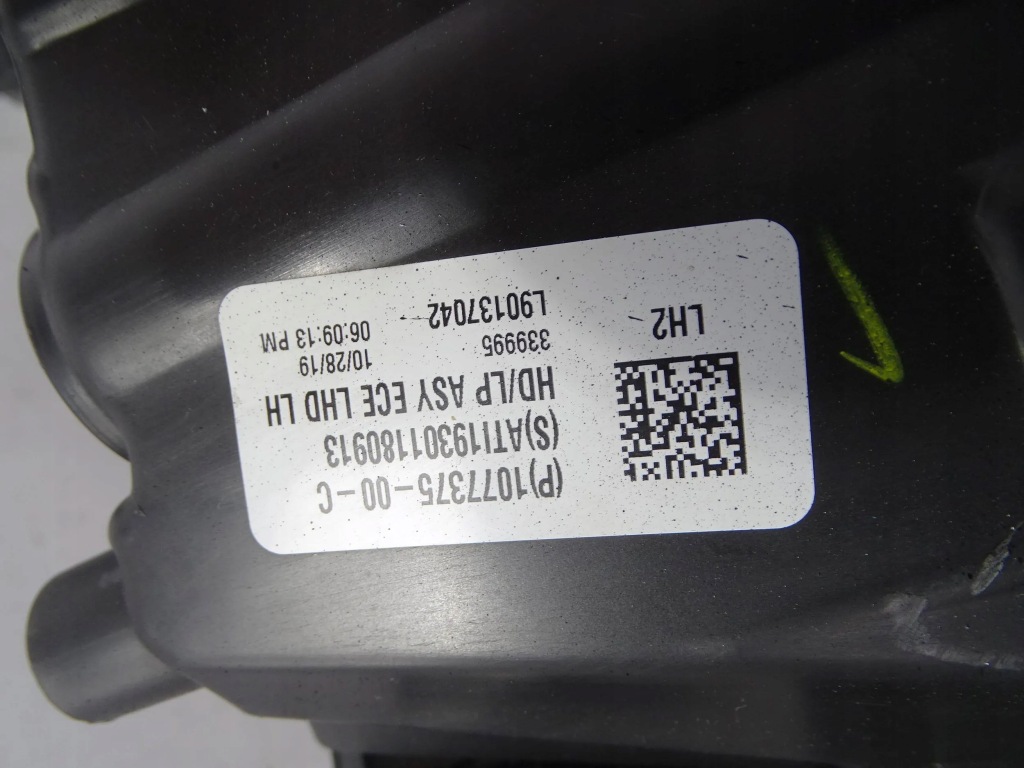 (P)1077375-00-C
(S)ATI19301180913
HD/LP ASY ECE LHD LH
339995 10/28/19
L90137042 06:09:13 PM
LH2